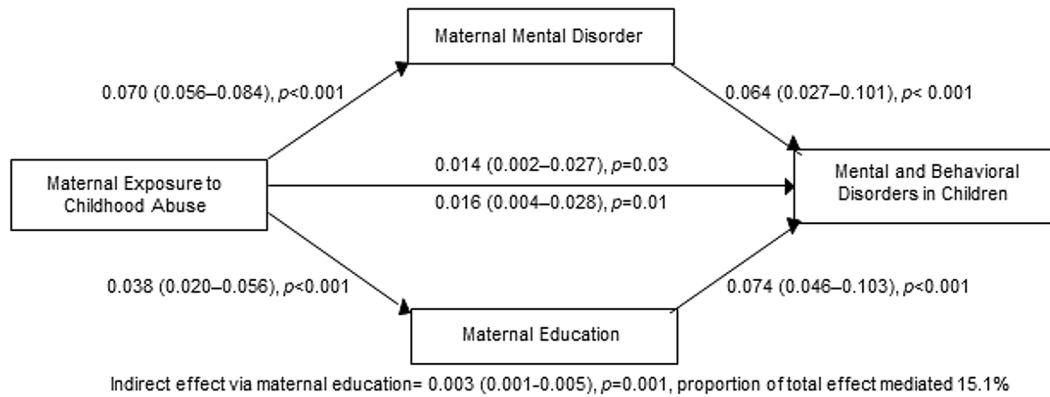 Maternal Mental Disorder
0.070 (0.056–0.084), p<0.001
0.064 (0.027–0.101), p< 0.001
Maternal Exposure to
Childhood Abuse
0.014 (0.002–0.027), p=0.03
0.016 (0.004–0.028), p=0.01
Mental and Behavioral
Disorders in Children
0.038 (0.020–0.056), p<0.001
0.074 (0.046–0.103), p<0.001
Maternal Education
Indirect effect via maternal education= 0.003 (0.001-0.005), p=0.001, proportion of total effect mediated 15.1%